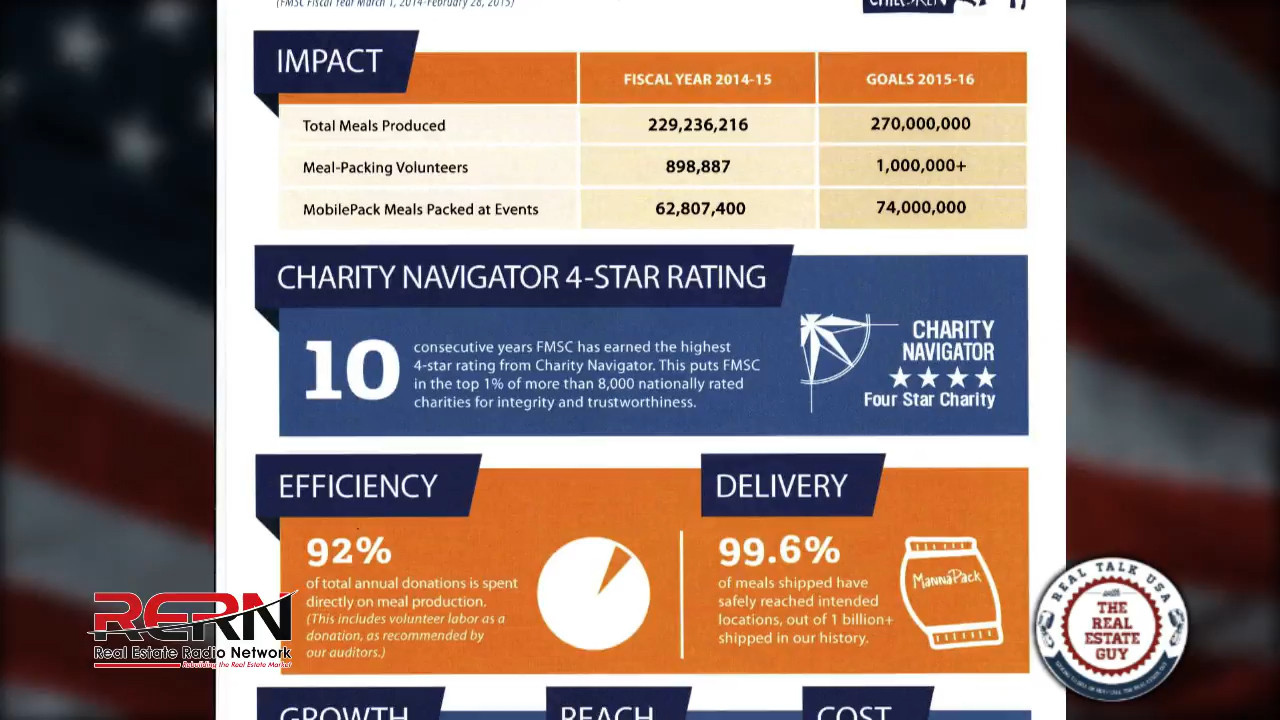 (FMSC Fiscal Year March 1, 2014-February 28, 2015)
CHILDREN
IMPACT
FISCAL YEAR 2014-15
GOALS 2015-16
Total Meals Produced
229,236,216
270,000,000
Meal-Packing Volunteers
898,887
1,000,000+
MobilePack Meals Packed at Events
62,807,400
74,000,000
CHARITY NAVIGATOR 4-STAR RATING
10
consecutive years FMSC has earned the highest
4-star rating from Charity Navigator. This puts FMSC
in the top 1% of more than 8,000 nationally rated
charities for integrity and trustworthiness.
CHARITY
NAVIGATOR
Four Star Charity
EFFICIENCY
92%
of total annual donations is spent
directly on meal production.
(This includes volunteer labor as a
donation, as recommended by
our auditors.)
DELIVERY
99.6%
of meals shipped have
safely reached intended
locations, out of 1 billion+
shipped in our history.
MannaPack
RERN
Real Estate Radio Network
Rebuilding the Real Estate Market
REAL TALK USA
with
THE
REAL
ESTATE
GUY
GROWTH
REACH
COST